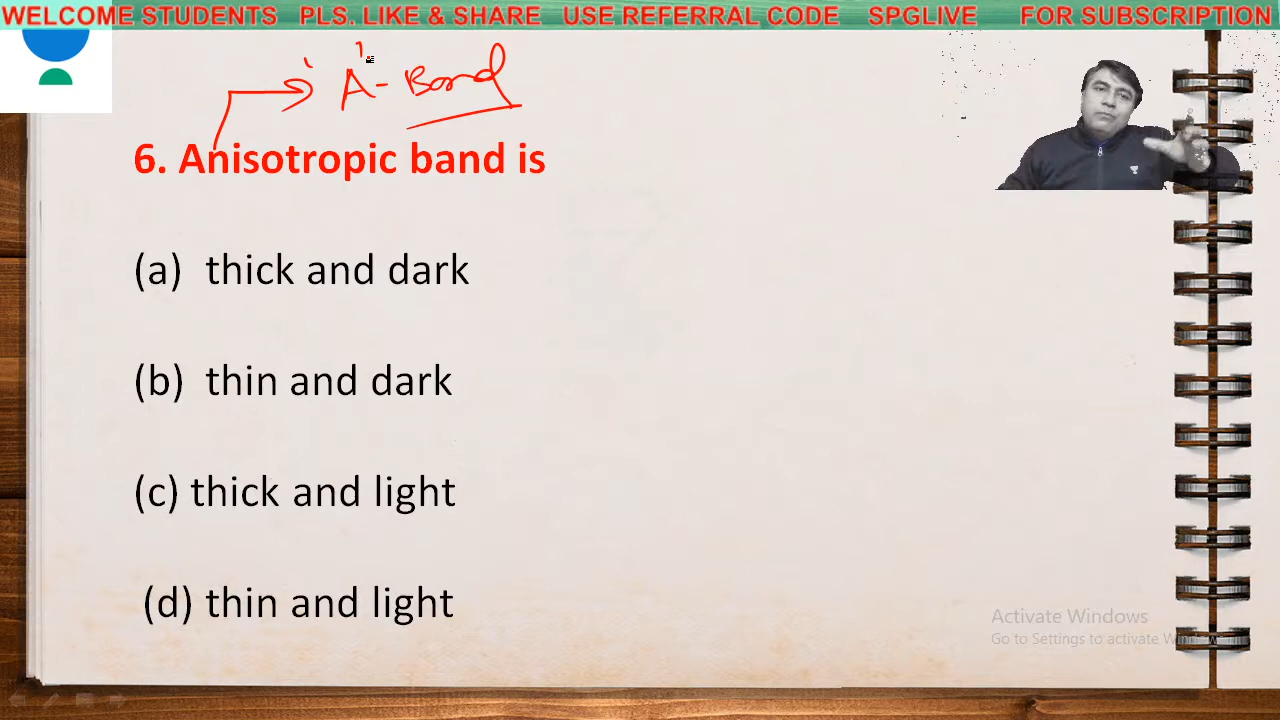 WELCOME STUDENTS PLS. LIKE & SHARE USE REFERRAL CODE SPGLIVE FOR SUBSCRIPTION
A- Band
6. Anisotropic band is
(a) thick and dark
(b) thin and dark
(c) thick and light
(d) thin and light
Activate Windows
Go to Settings to activate Windows.